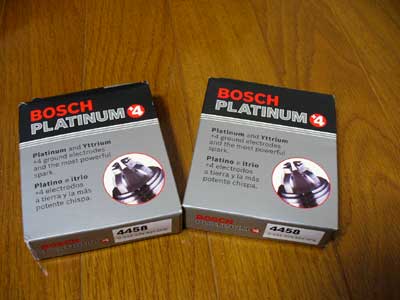 BOSCH
PLATINUM +4
Platinum and Yttrium
+4 ground electrodes
and the most powerful
spark.
Platino e itrio
+4 electrodos
a tierra y la más
potente chispa.
4458
BOSCH
PLATINUM +4
Platinum and Yttrium
+4 ground electrodes
and the most powerful
spark.
Platino e itrio
+4 electrodos
a tierra y la más
potente chispa.
4458